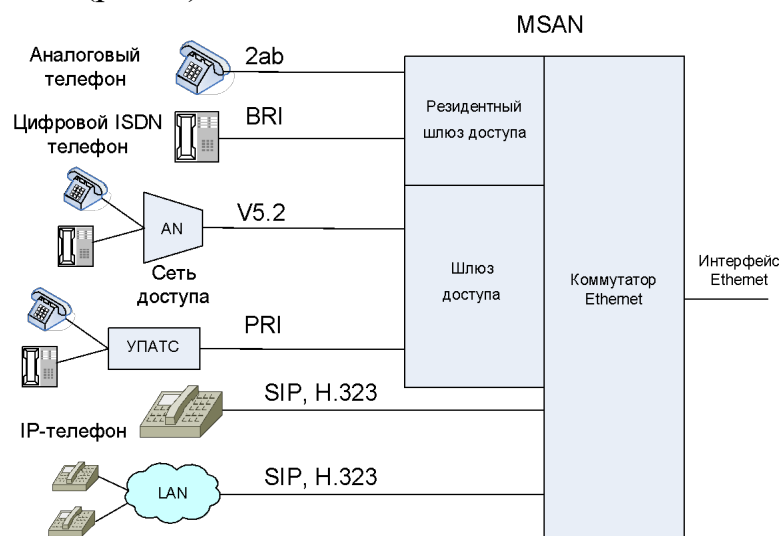 MSAN
Аналоговый
телефон
2ab
Цифровой ISDN
телефон
BRI
Резидентный
шлюз доступа
AN
V5.2
Сеть
доступа
Шлюз
доступа
Коммутатор
Ethernet
Интерфейс
Ethernet
УПАТС
PRI
SIP, H.323
IP-телефон
LAN
SIP, H.323